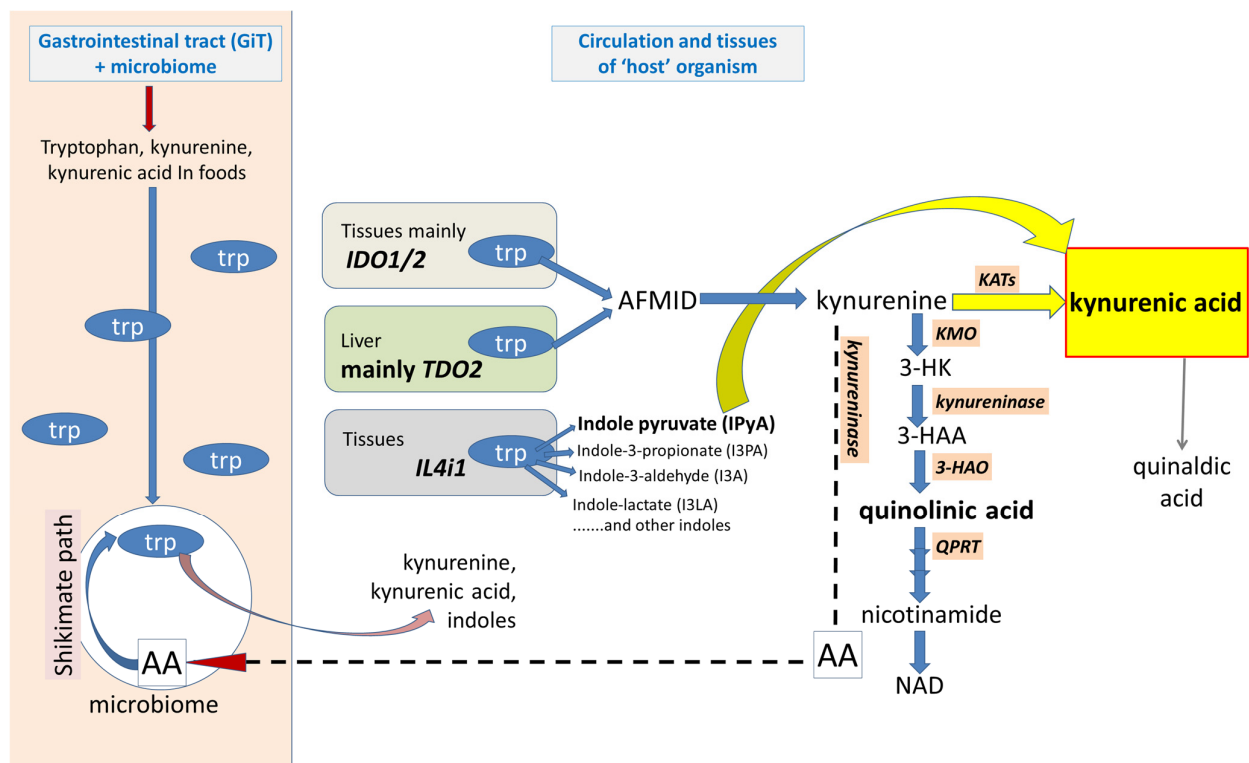 Gastrointestinal tract (GiT)
+ microbiome
Tryptophan, kynurenine,
kynurenic acid In foods
trp
trp
trp
trp
trp
Shikimate path
AA
microbiome
kynurenine,
kynurenic acid,
indoles
Circulation and tissues
of ‘host’ organism
Tissues mainly
IDO1/2
trp
Liver
mainly TDO2
trp
Tissues
IL4i1
trp
Indole pyruvate (IPyA)
Indole-3-propionate (I3PA)
Indole-3-aldehyde (I3A)
Indole-lactate (I3LA)
.......and other indoles
AFMID
kynurenine
KATs
kynurenic acid
quinaldic
acid
kynureninase
AA
KMO
3-HK
kynureninase
3-HAA
3-HAO
quinolinic acid
QPRT
nicotinamide
NAD